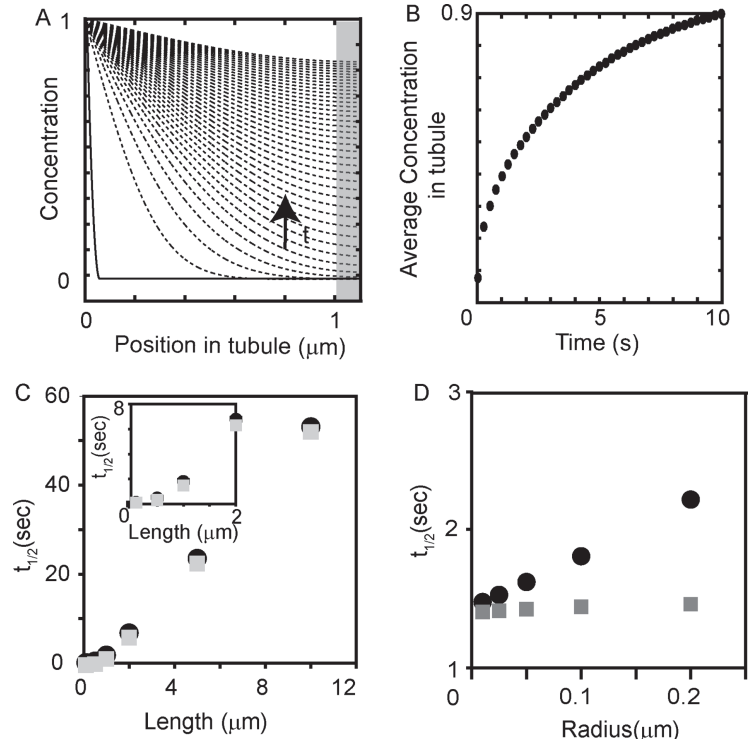 A
1
Concentration
0
t
0
1
Position in tubule (μm)
B
0.9
Average Concentration
in tubule
0
5
10
Time (s)
C
60
40
20
0
t1/2(sec)
8
t1/2(sec)
0
2
Length (μm)
0
4
8
12
Length (μm)
D
3
2
1
t1/2(sec)
0
0.1
0.2
Radius(μm)